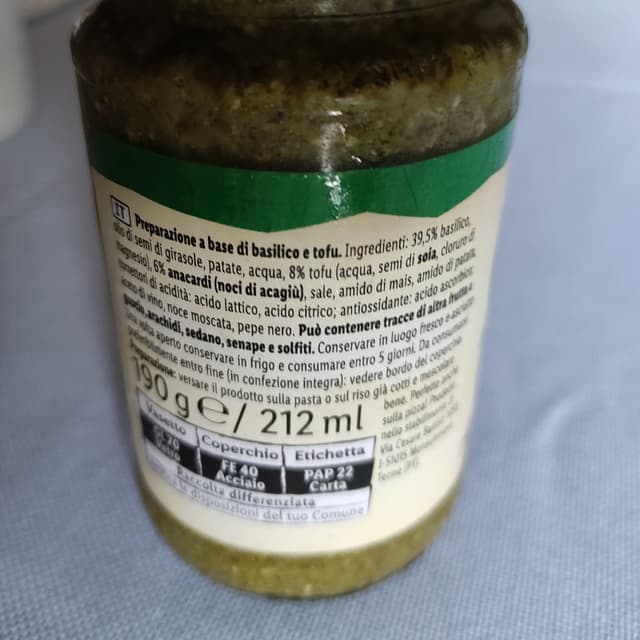 IT Preparazione a base di basilico e tofu. Ingredienti: 39,5% basilico,
olio di semi di girasole, patate, acqua, 8% tofu (acqua, semi di soia, cloruro di
magnesio), 6% anacardi (noci di acagiù), sale, amido di mais, amido di patata,
correttori di acidità: acido lattico, acido citrico; antiossidante: acido ascorbico;
aceto di vino, noce moscata, pepe nero. Può contenere tracce di altra frutta a
guscio, arachidi, sedano, senape e solfiti. Conservare in luogo fresco e asciutto.
Una volta aperto conservare in frigo e consumare entro 5 giorni. Da consumarsi
preferibilmente entro fine (in confezione integra): vedere bordo del coperchio.
Preparazione: versare il prodotto sulla pasta o sul riso già cotti e mescolare
bene. Perfetto anche
190 g ℮ / 212 ml
sulla pizza! Prodotto
nello stabilimento di
Via Cesare
I-51015 Monsummano
Terme (PT).
Vasetto Coperchio Etichetta
FE 40 PAP 22
Acciaio Carta
Raccolta differenziata
le disposizioni del tuo Comune